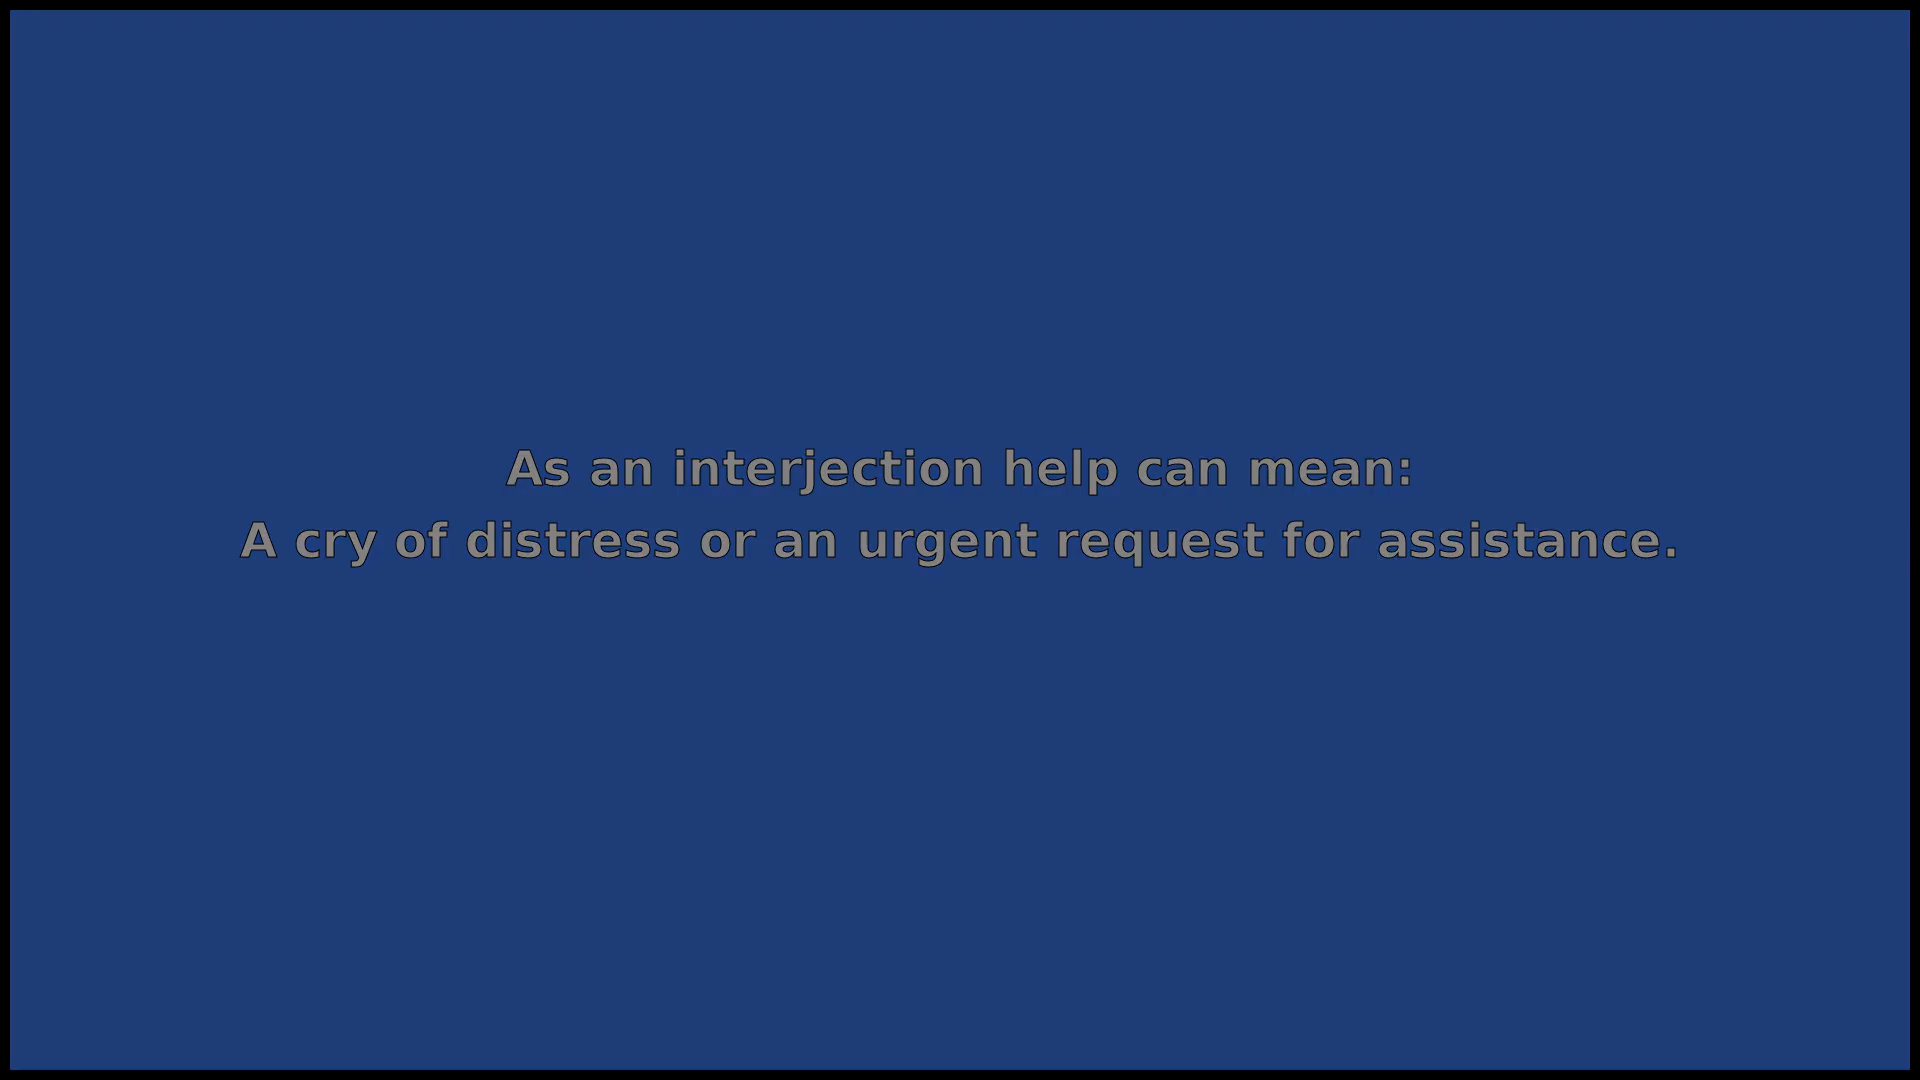 As an interjection help can mean:
A cry of distress or an urgent request for assistance.